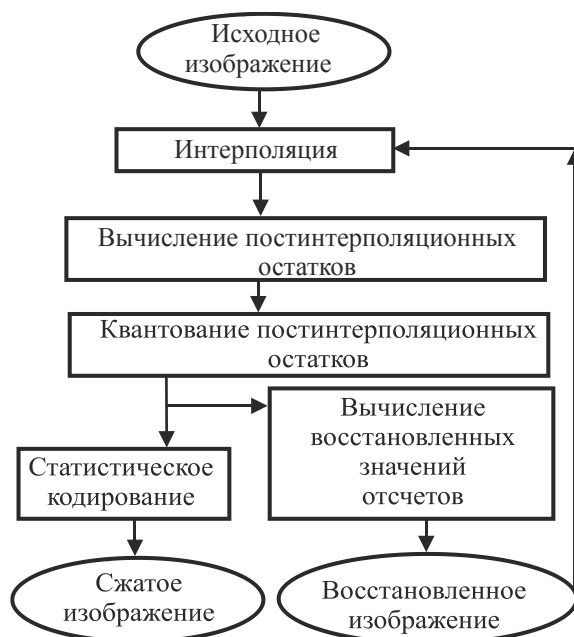 Исходное
изображение
Интерполяция
Вычисление постинтерполяционных
остатков
Квантование постинтерполяционных
остатков
Статистическое
кодирование
Вычисление
восстановленных
значений
отсчетов
Сжатое
изображение
Восстановленное
изображение